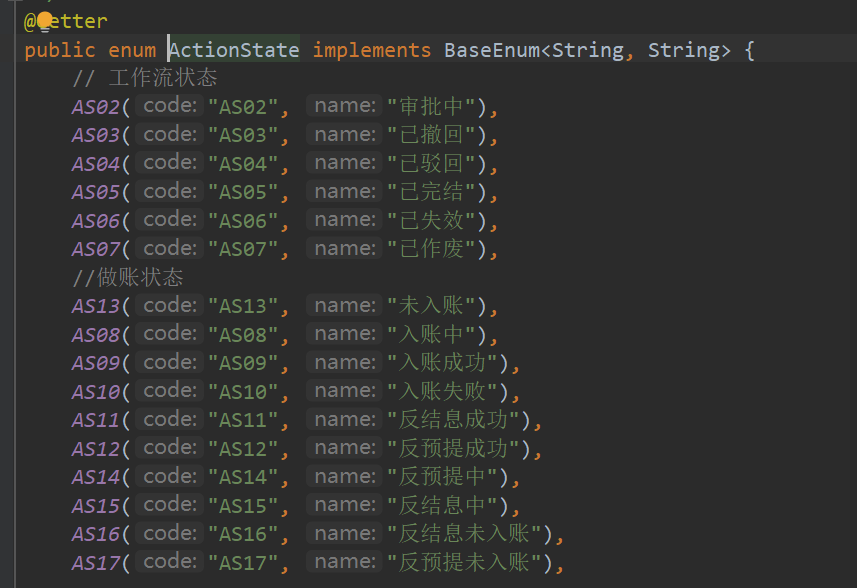 @Getter
public enum ActionState implements BaseEnum<String, String> {
// 工作流状态
AS02( code: "AS02", name: "审批中"),
AS03( code: "AS03", name: "已撤回"),
AS04( code: "AS04", name: "已驳回"),
AS05( code: "AS05", name: "已完结"),
AS06( code: "AS06", name: "已失效"),
AS07( code: "AS07", name: "已作废"),
//做账状态
AS13( code: "AS13", name: "未入账"),
AS08( code: "AS08", name: "入账中"),
AS09( code: "AS09", name: "入账成功"),
AS10( code: "AS10", name: "入账失败"),
AS11( code: "AS11", name: "反结息成功"),
AS12( code: "AS12", name: "反预提成功"),
AS14( code: "AS14", name: "反预提中"),
AS15( code: "AS15", name: "反结息中"),
AS16( code: "AS16", name: "反结息未入账"),
AS17( code: "AS17", name: "反预提未入账"),